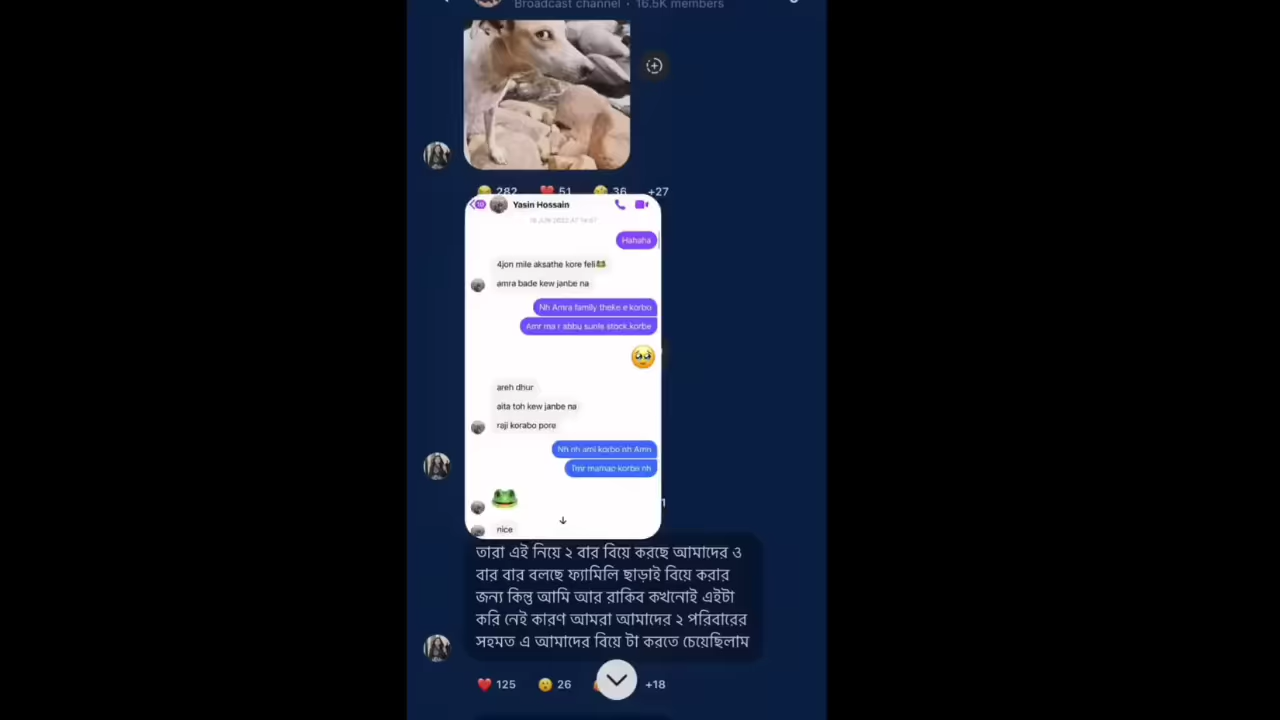 Broadcast channel · 16.5K members
282 51 36 +27
10 Yasin Hossain
Hahaha
4jon mile aksathe kore feli🐸
amra bade kew janbe na
Nh Amra family theke e korbo
Amr ma r abbu sunle stock korbe
🥹
areh dhur
aita toh kew janbe na
raji korabo pore
Nh nh ami korbo nh Amn
korbo nh
🐸
nice
তারা এই নিয়ে ২ বার বিয়ে করছে আমাদের ও
বার বার বলছে ফ্যামিলি ছাড়াই বিয়ে করার
জন্য কিন্তু আমি আর রাকিব কখনোই এইটা
করি নেই কারণ আমরা আমাদের ২ পরিবারের
সহমত এ আমাদের বিয়ে টা করতে চেয়েছিলাম
125 26 +18